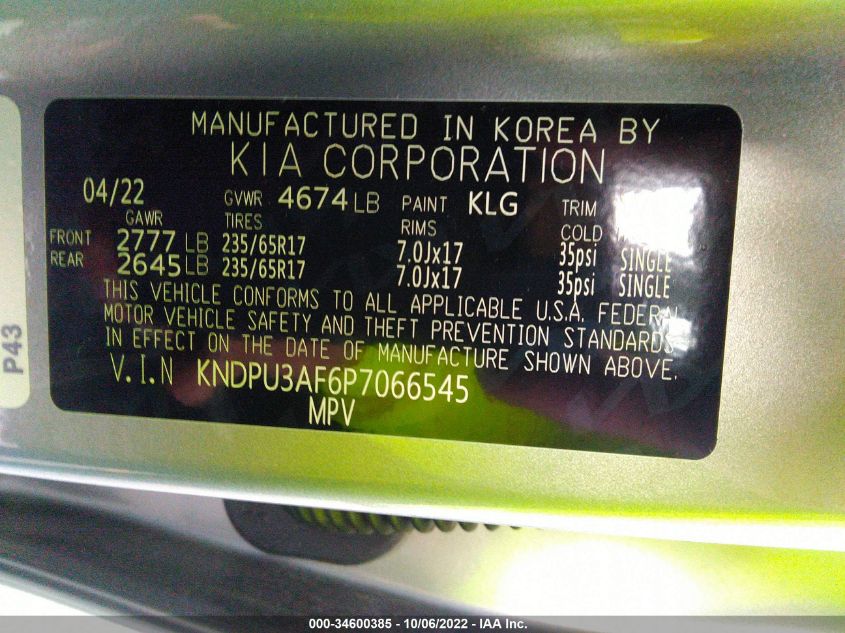 MANUFACTURED IN KOREA BY
KIA CORPORATION
04/22 GVWR 4674 LB PAINT KLG TRIM
GAWR TIRES RIMS COLD
FRONT 2777 LB 235/65R17 7.0Jx17 35psi SINGLE
REAR 2645 LB 235/65R17 7.0Jx17 35psi SINGLE
THIS VEHICLE CONFORMS TO ALL APPLICABLE U.S.A. FEDERAL
MOTOR VEHICLE SAFETY AND THEFT PREVENTION STANDARDS
IN EFFECT ON THE DATE OF MANUFACTURE SHOWN ABOVE.
V.I.N KNDPU3AF6P7066545
MPV
P43
000-34600385 - 10/06/2022 - IAA Inc.